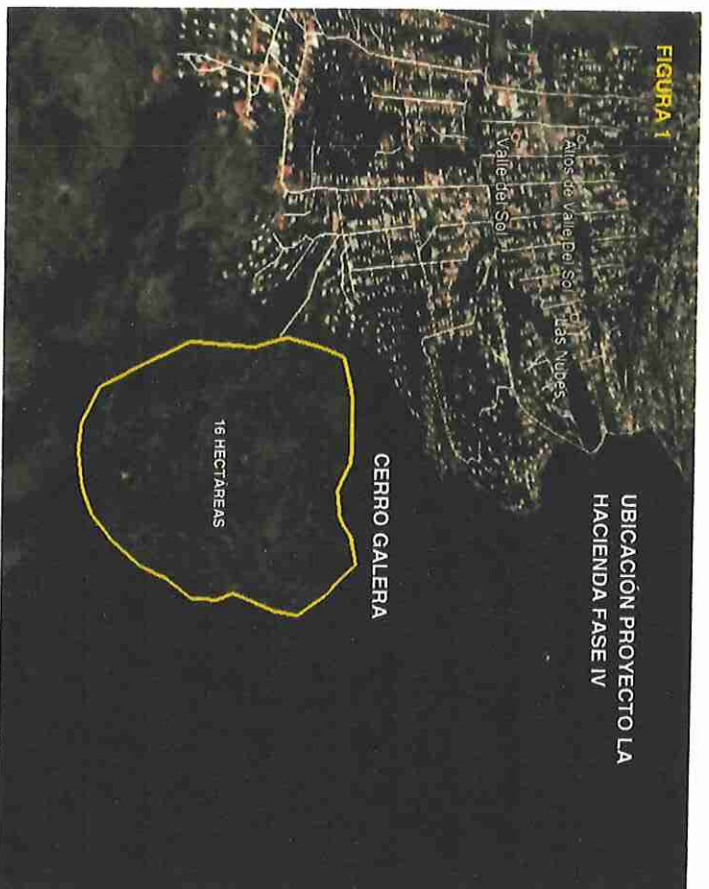 FIGURA 1
UBICACIÓN PROYECTO LA
HACIENDA FASE IV
Altos de Valle Del Sol
Las Nubes
Valle del Sol
CERRO GALERA
16 HECTÁREAS